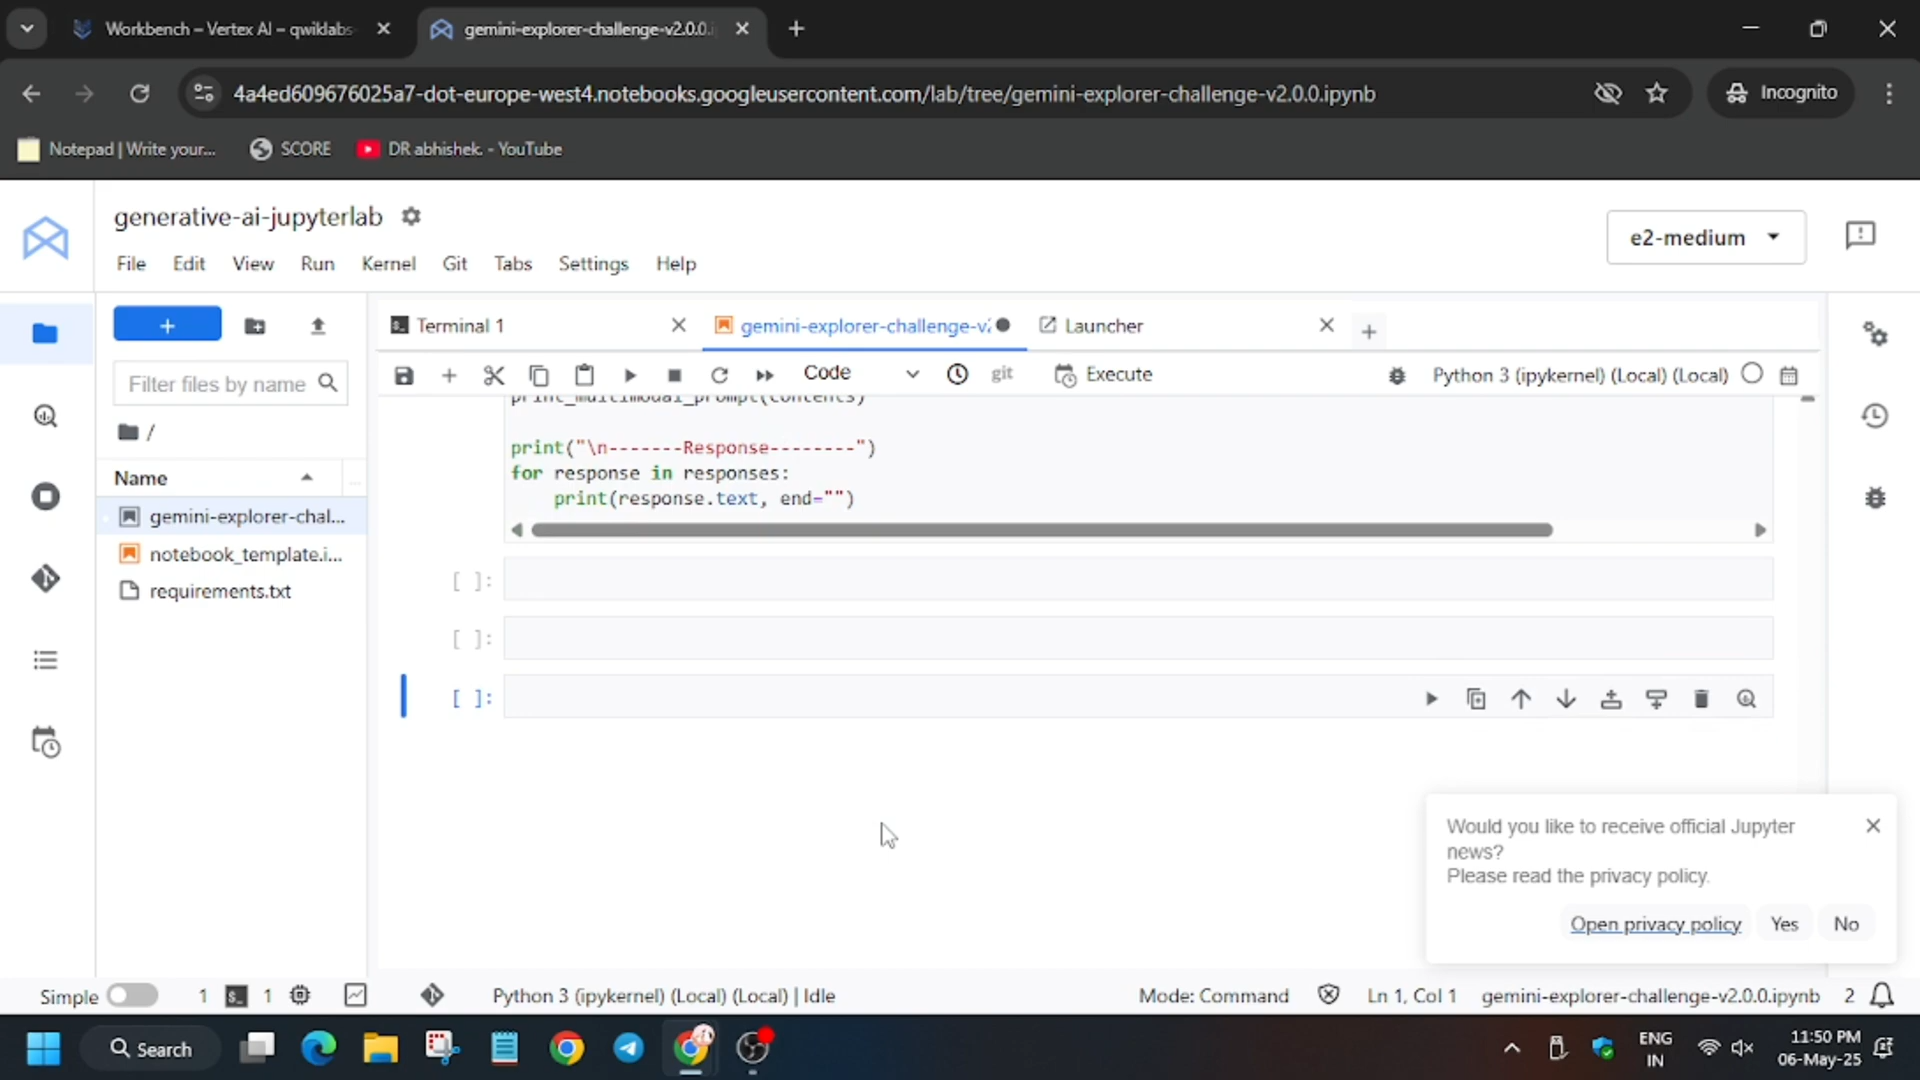 Workbench – Vertex AI – qwiklabs-
gemini-explorer-challenge-v2.0.0.i
4a4ed609676025a7-dot-europe-west4.notebooks.googleusercontent.com/lab/tree/gemini-explorer-challenge-v2.0.0.ipynb
Incognito
Notepad | Write your...
SCORE
DR abhishek. - YouTube
generative-ai-jupyterlab
e2-medium
File Edit View Run Kernel Git Tabs Settings Help
Terminal 1
gemini-explorer-challenge-v2
Launcher
Code
git
Execute
Python 3 (ipykernel) (Local) (Local)
Filter files by name
/
Name
gemini-explorer-chal...
notebook_template.i...
requirements.txt
print_multimodal_prompt(contents)
print("\n-------Response--------")
for response in responses:
print(response.text, end="")
[ ]:
[ ]:
[ ]:
Would you like to receive official Jupyter
news?
Please read the privacy policy.
Open privacy policy Yes No
Simple 1 1 Python 3 (ipykernel) (Local) (Local) | Idle Mode: Command Ln 1, Col 1 gemini-explorer-challenge-v2.0.0.ipynb 2
Search
ENG
IN
11:50 PM
06-May-25